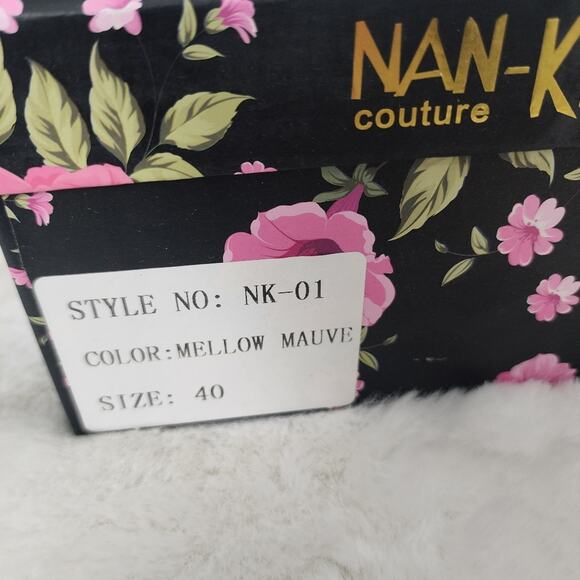 NAN-K
couture
STYLE NO: NK-01
COLOR:MELLOW MAUVE
SIZE: 40